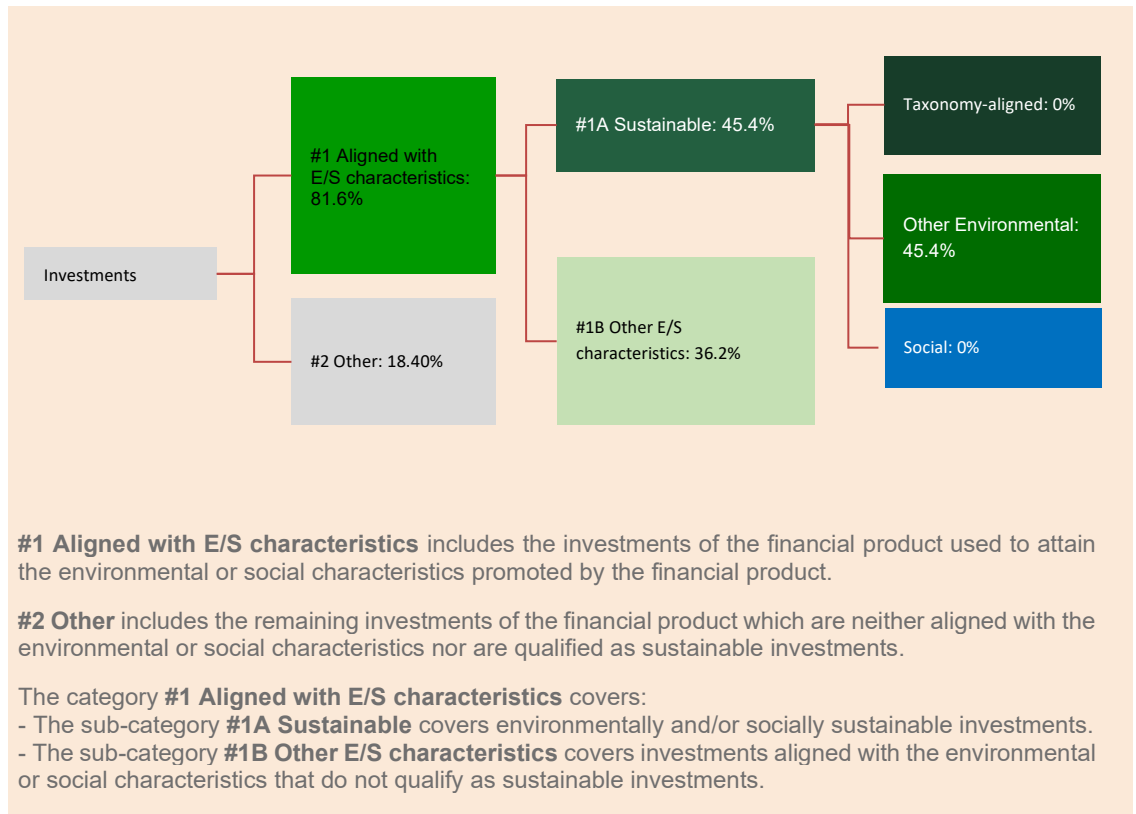 Investments
#1 Aligned with
E/S characteristics:
81.6%
#2 Other: 18.40%
#1A Sustainable: 45.4%
#1B Other E/S
characteristics: 36.2%
Taxonomy-aligned: 0%
Other Environmental:
45.4%
Social: 0%
#1 Aligned with E/S characteristics includes the investments of the financial product used to attain
the environmental or social characteristics promoted by the financial product.
#2 Other includes the remaining investments of the financial product which are neither aligned with the
environmental or social characteristics nor are qualified as sustainable investments.
The category #1 Aligned with E/S characteristics covers:
- The sub-category #1A Sustainable covers environmentally and/or socially sustainable investments.
- The sub-category #1B Other E/S characteristics covers investments aligned with the environmental
or social characteristics that do not qualify as sustainable investments.